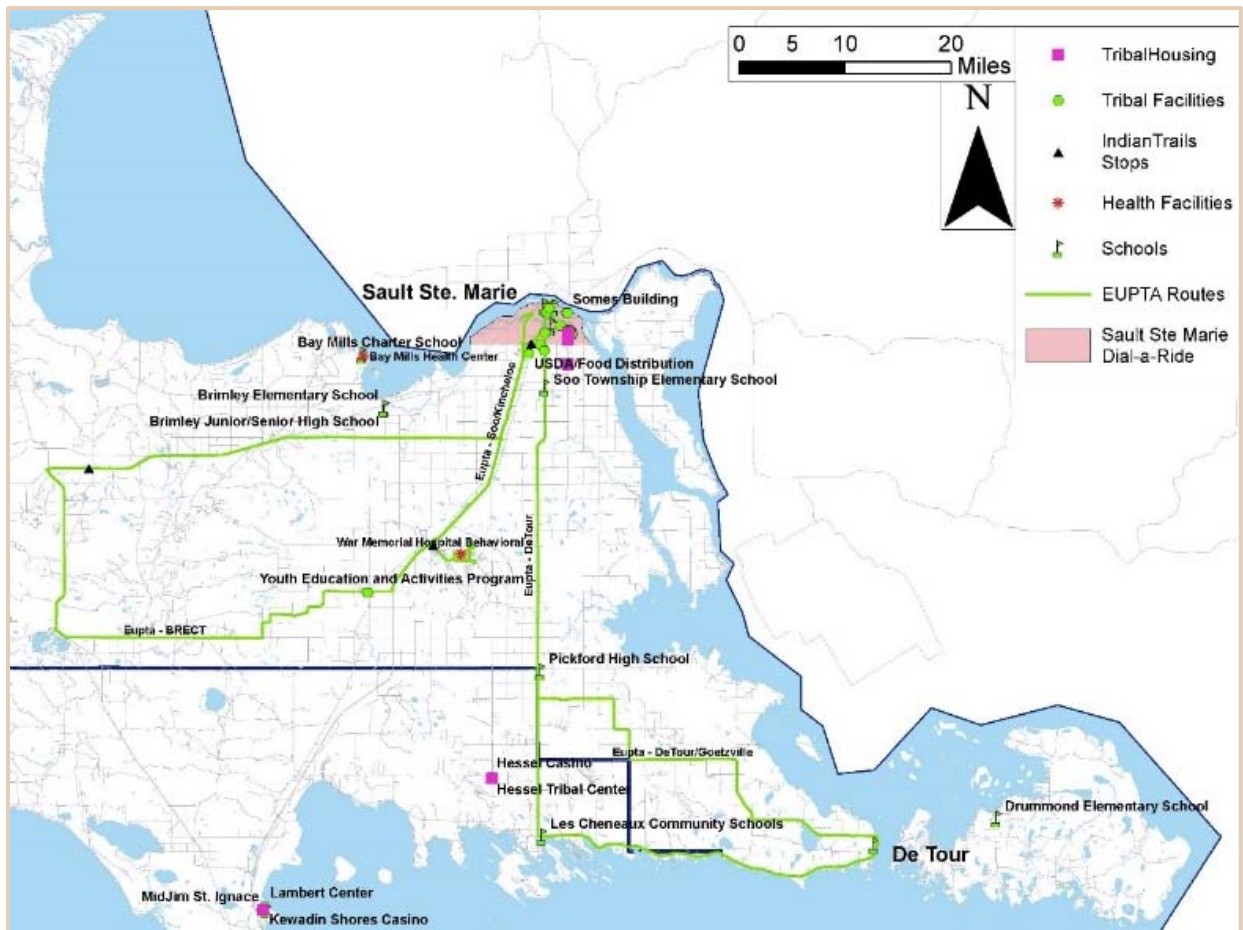 0 5 10 20
Miles
N
TribalHousing
Tribal Facilities
IndianTrails
Stops
Health Facilities
Schools
EUPTA Routes
Sault Ste Marie
Dial-a-Ride
Sault Ste. Marie
Somes Building
Bay Mills Charter School
Bay Mills Health Center
USDA/Food Distribution
Soo Township Elementary School
Brimley Elementary School
Brimley Junior/Senior High School
Eupta - Soo/Kincheloe
Eupta - DeTour
War Memorial Hospital Behavioral
Youth Education and Activities Program
Eupta - BRECT
Pickford High School
Eupta - DeTour/Goetzville
Hessel Casino
Hessel Tribal Center
Drummond Elementary School
Les Cheneaux Community Schools
De Tour
MidJim St. Ignace
Lambert Center
Kewadin Shores Casino